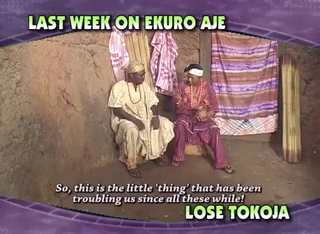 LAST WEEK ON EKURO AJE
So, this is the little 'thing' that has been
troubling us since all these while!
LOSE TOKOJA